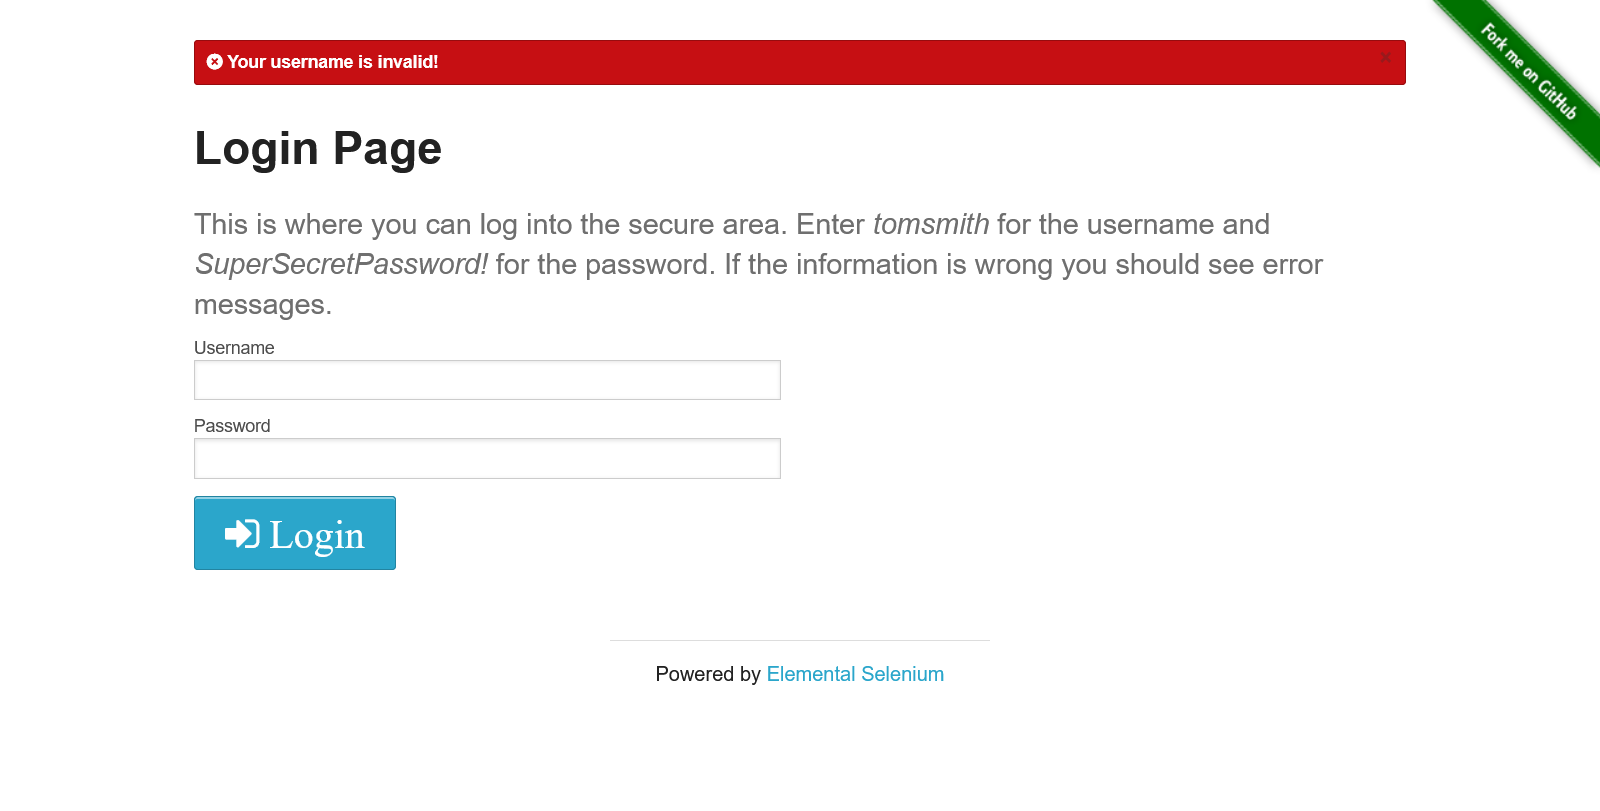 Your username is invalid!
×
Fork me on GitHub
Login Page
This is where you can log into the secure area. Enter tomsmith for the username and
SuperSecretPassword! for the password. If the information is wrong you should see error
messages.
Username
Password
Login
Powered by Elemental Selenium